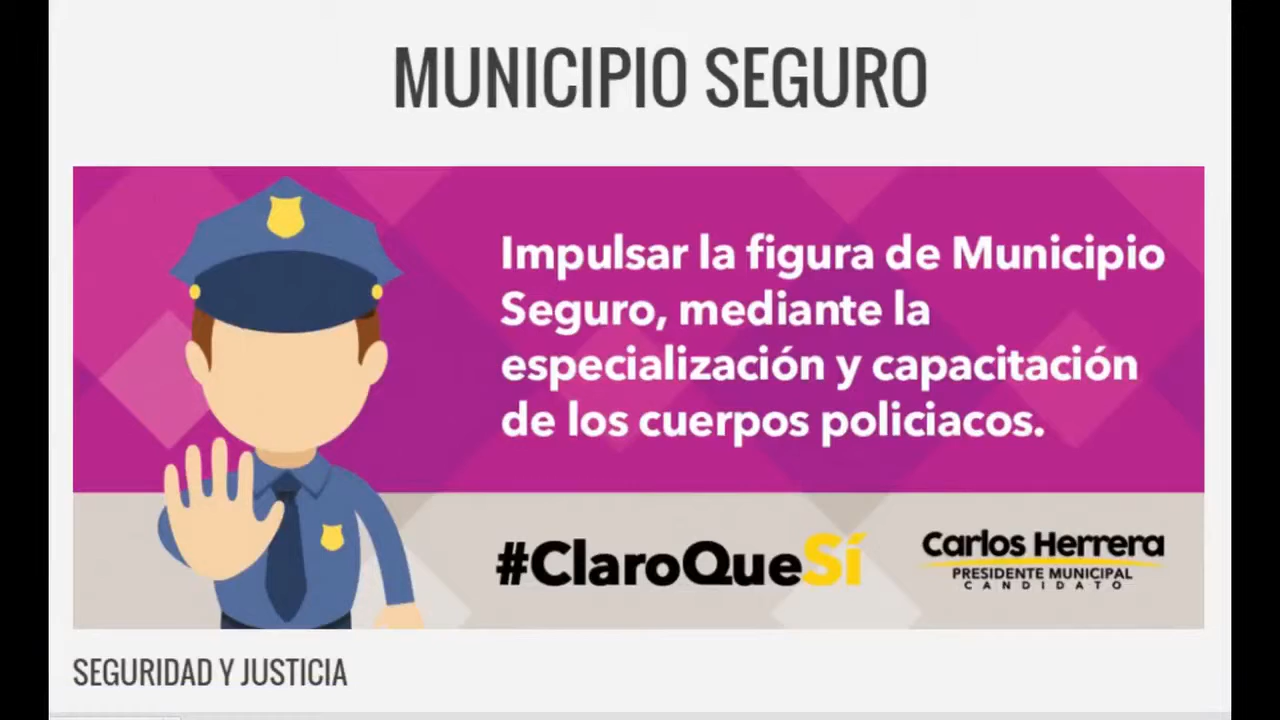 MUNICIPIO SEGURO
Impulsar la figura de Municipio
Seguro, mediante la
especialización y capacitación
de los cuerpos policiacos.
#ClaroQueSí
Carlos Herrera
PRESIDENTE MUNICIPAL
CANDIDATO
SEGURIDAD Y JUSTICIA